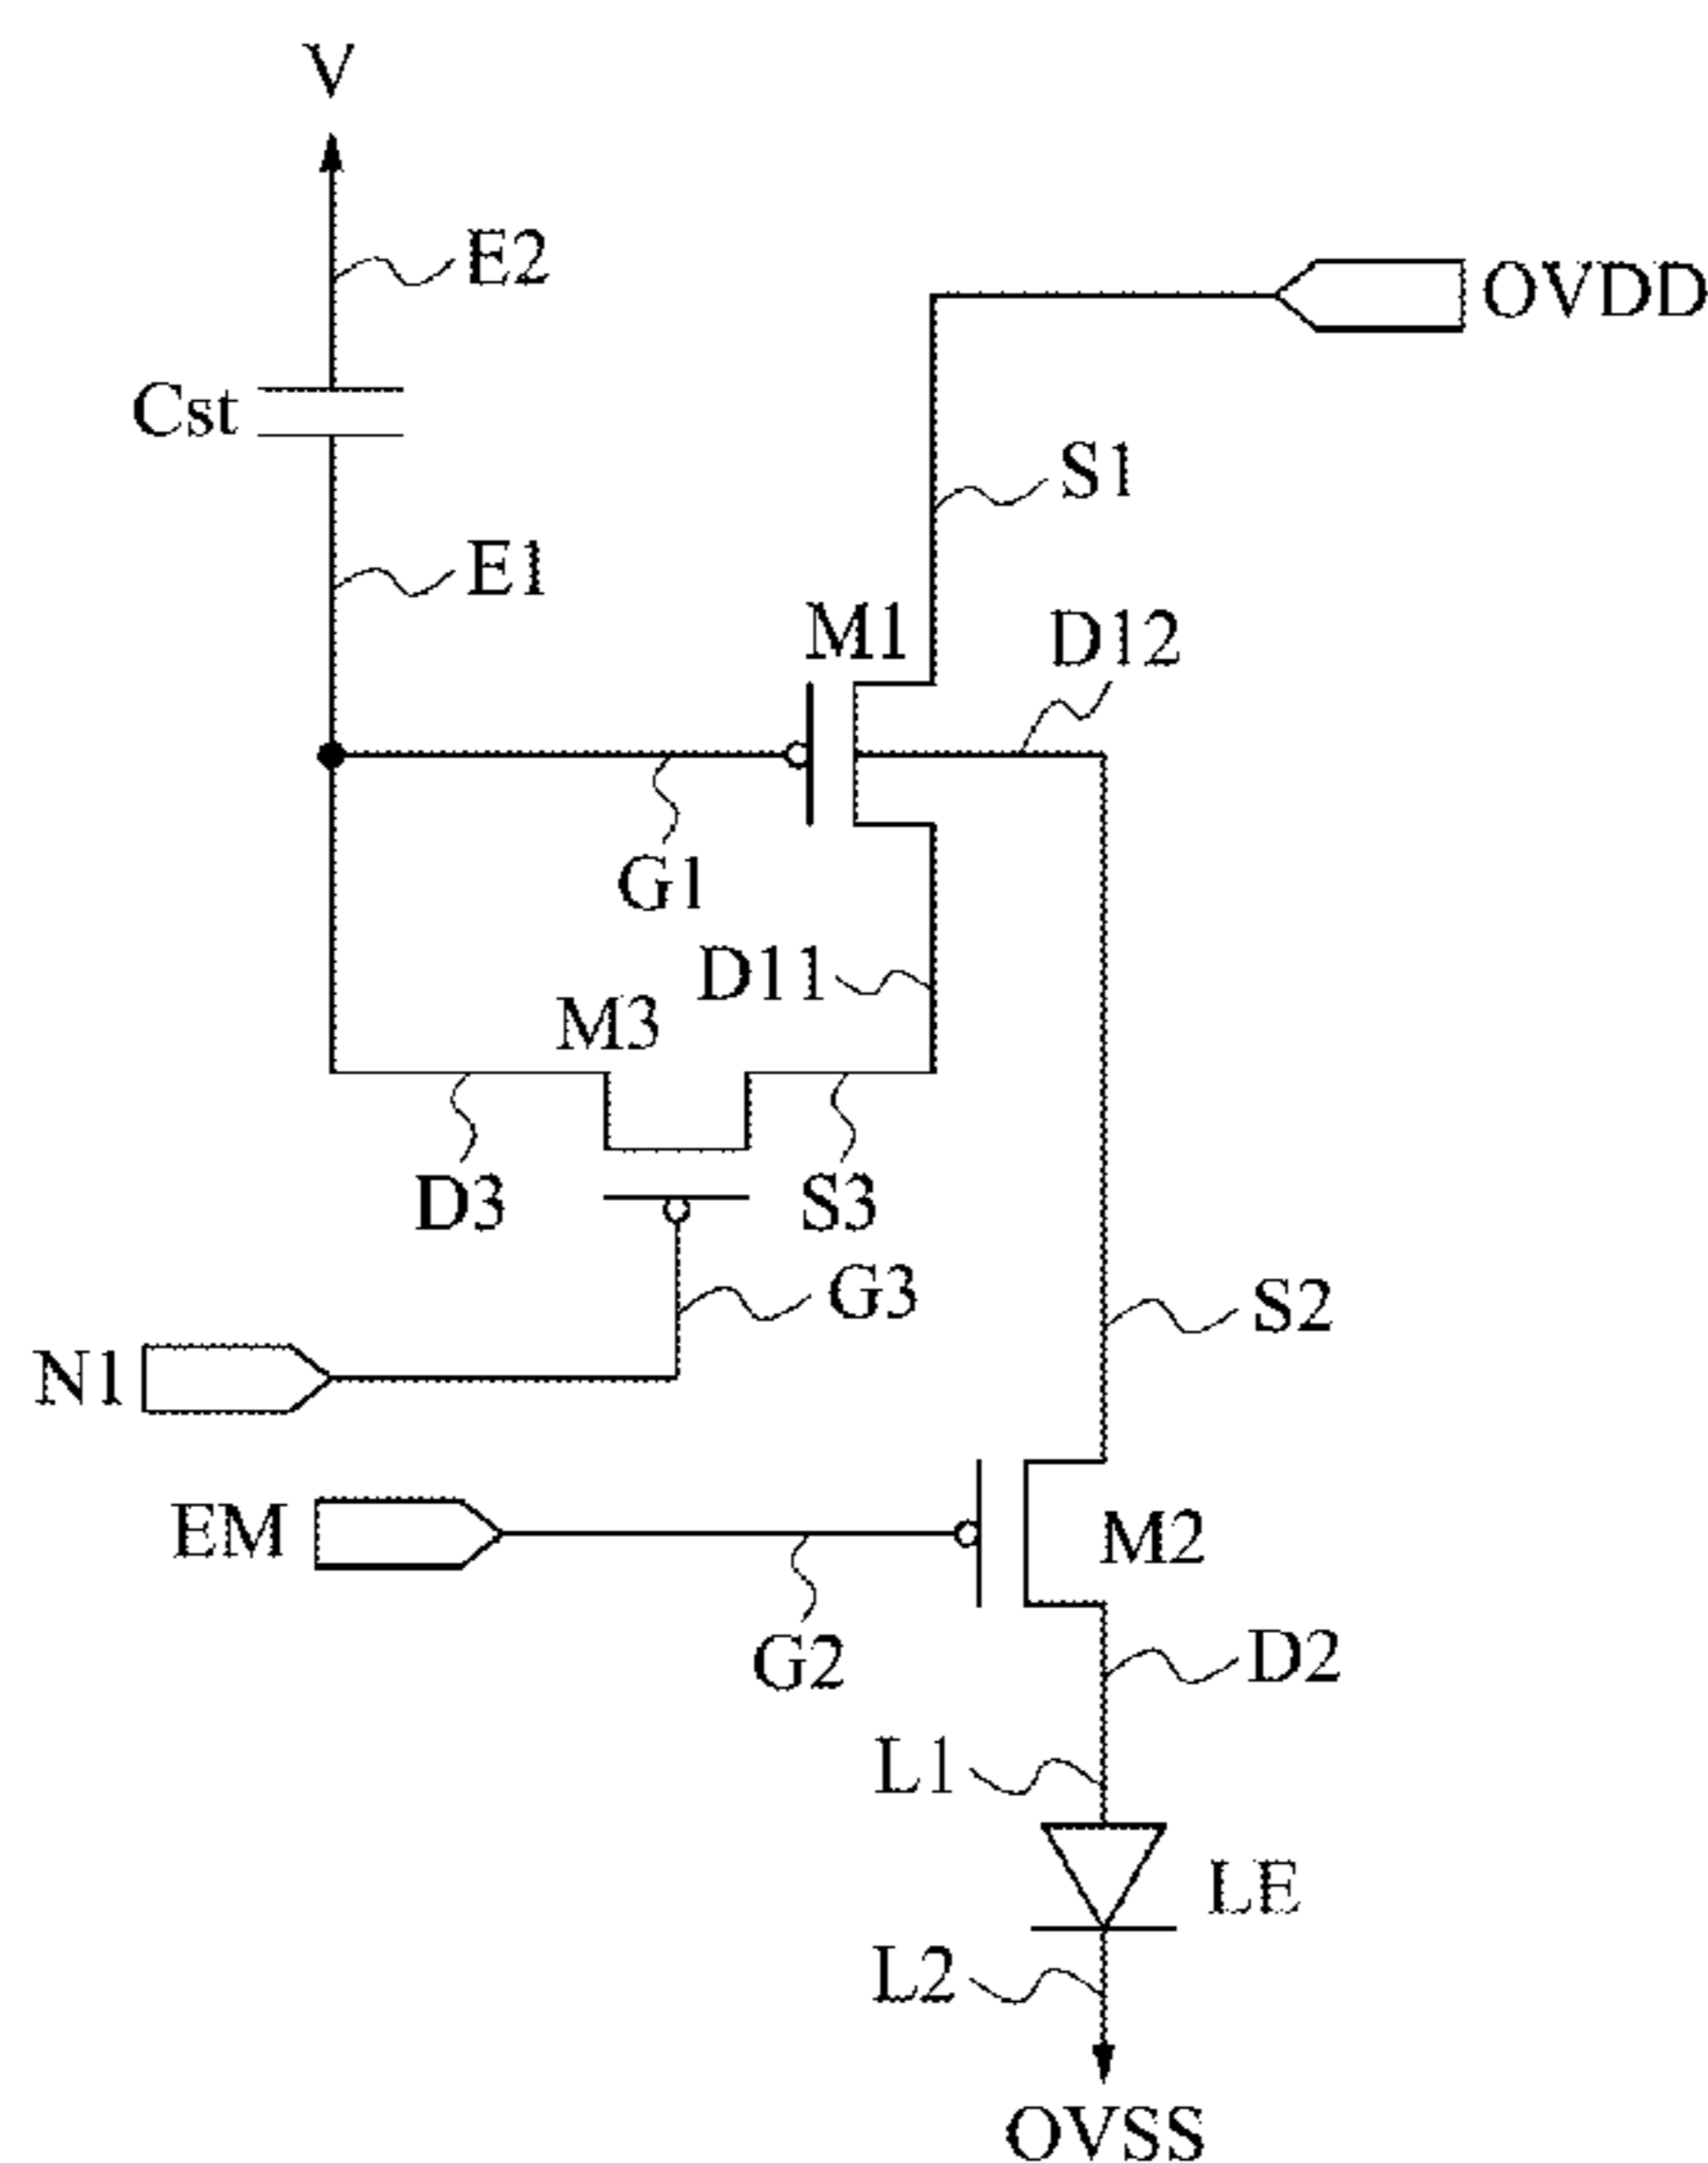 V
E2
OVDD
Cst
S1
E1
M1
D12
G1
D11
M3
D3
S3
G3
S2
N1
EM
M2
G2
D2
L1
LE
L2
OVSS